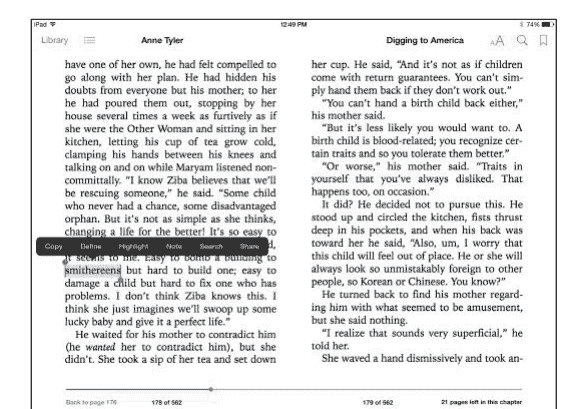 iPad
12:49 PM
74%
Library
Anne Tyler
Digging to America
AA
have one of her own, he had felt compelled to
go along with her plan. He had hidden his
doubts from everyone but his mother; to her
he had poured them out, stopping by her
house several times a week as furtively as if
she were the Other Woman and sitting in her
kitchen, letting his cup of tea grow cold,
clamping his hands between his knees and
talking on and on while Maryam listened non-
committally. “I know Ziba believes that we’ll
be rescuing someone,” he said. “Some child
who never had a chance, some disadvantaged
orphan. But it’s not as simple as she thinks,
changing a life for the better! It’s so easy to
Copy Define Highlight Note Search Share
it seems to me. Easy to bomb a building to
smithereens but hard to build one; easy to
damage a child but hard to fix one who has
problems. I don’t think Ziba knows this. I
think she just imagines we’ll swoop up some
lucky baby and give it a perfect life.”
He waited for his mother to contradict him
(he wanted her to contradict him), but she
didn’t. She took a sip of her tea and set down
her cup. He said, “And it’s not as if children
come with return guarantees. You can’t sim-
ply hand them back if they don’t work out.”
“You can’t hand a birth child back either,”
his mother said.
“But it’s less likely you would want to. A
birth child is blood-related; you recognize cer-
tain traits and so you tolerate them better.”
“Or worse,” his mother said. “Traits in
yourself that you’ve always disliked. That
happens too, on occasion.”
It did? He decided not to pursue this. He
stood up and circled the kitchen, fists thrust
deep in his pockets, and when his back was
toward her he said, “Also, um, I worry that
this child will feel out of place. He or she will
always look so unmistakably foreign to other
people, so Korean or Chinese. You know?”
He turned back to find his mother regard-
ing him with what seemed to be amusement,
but she said nothing.
“I realize that sounds very superficial,” he
told her.
She waved a hand dismissively and took an-
Back to page 176
178 of 562
179 of 562
21 pages left in this chapter